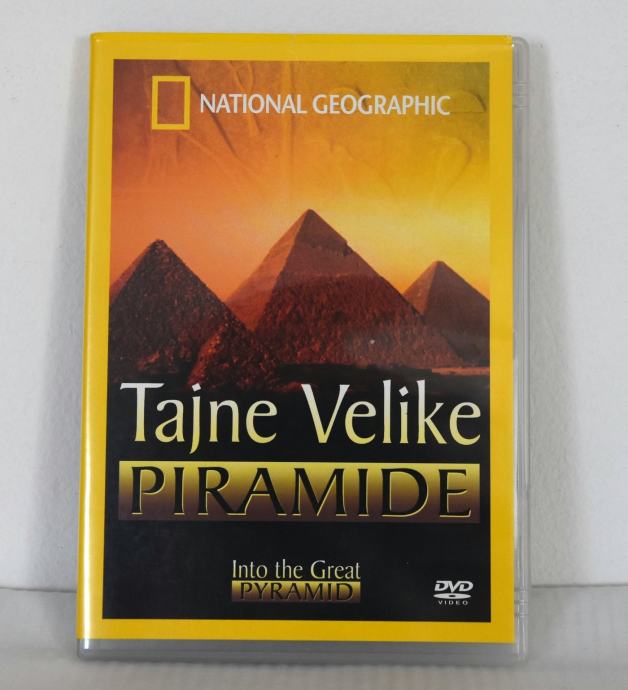 NATIONAL GEOGRAPHIC
Tajne Velike
PIRAMIDE
Into the Great
PYRAMID
DVD
VIDEO